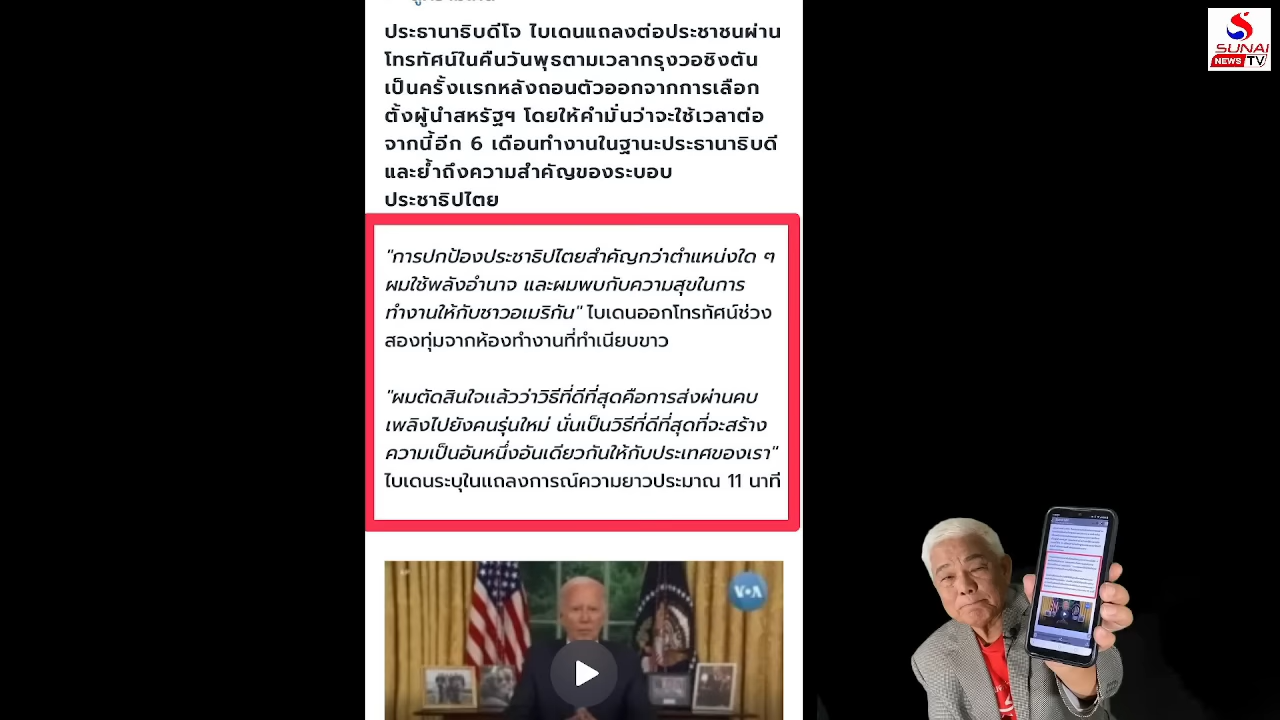 SUNAI
NEWS TV
ประธานาธิบดีโจ ไบเดนแถลงต่อประชาชนผ่าน
โทรทัศน์ในคืนวันพุธตามเวลากรุงวอชิงตัน
เป็นครั้งแรกหลังถอนตัวออกจากการเลือก
ตั้งผู้นำสหรัฐฯ โดยให้คำมั่นว่าจะใช้เวลาต่อ
จากนี้อีก 6 เดือนทำงานในฐานะประธานาธิบดี
และย้ำถึงความสำคัญของระบอบ
ประชาธิปไตย
"การปกป้องประชาธิปไตยสำคัญกว่าตำแหน่งใด ๆ
ผมใช้พลังอำนาจ และผมพบกับความสุขในการ
ทำงานให้กับชาวอเมริกัน" ไบเดนออกโทรทัศน์ช่วง
สองทุ่มจากห้องทำงานที่ทำเนียบขาว
"ผมตัดสินใจแล้วว่าวิธีที่ดีที่สุดคือการส่งผ่านคบ
เพลิงไปยังคนรุ่นใหม่ นั่นเป็นวิธีที่ดีที่สุดที่จะสร้าง
ความเป็นอันหนึ่งอันเดียวกันให้กับประเทศของเรา"
ไบเดนระบุในแถลงการณ์ความยาวประมาณ 11 นาที
VOA